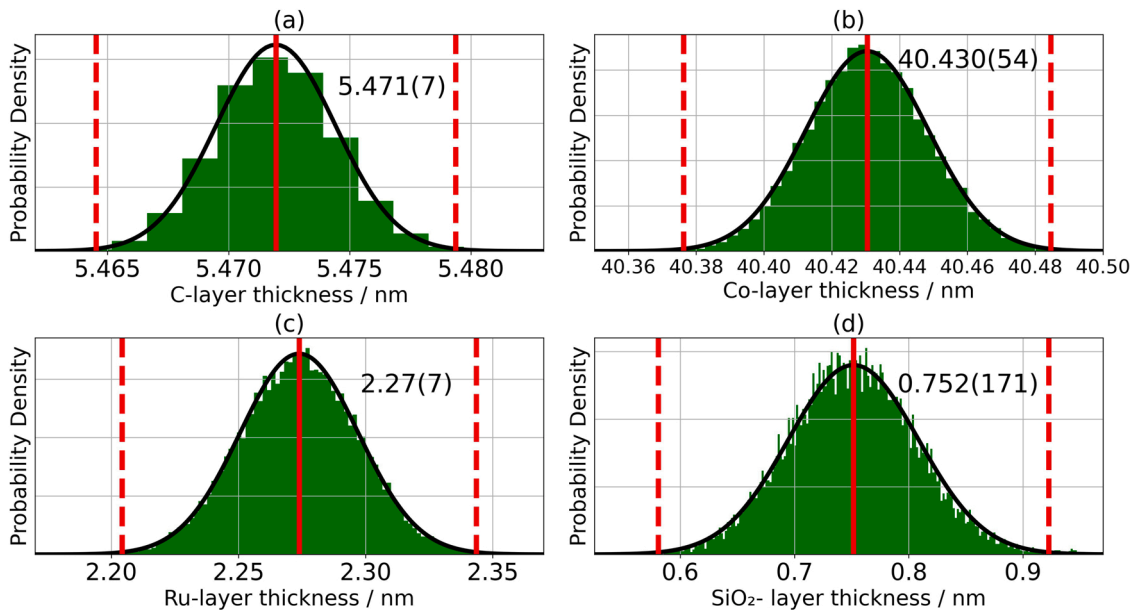 (a)
Probability Density
5.471(7)
5.465 5.470 5.475 5.480
C-layer thickness / nm
(b)
Probability Density
40.430(54)
40.36 40.38 40.40 40.42 40.44 40.46 40.48 40.50
Co-layer thickness / nm
(c)
Probability Density
2.27(7)
2.20 2.25 2.30 2.35
Ru-layer thickness / nm
(d)
Probability Density
0.752(171)
0.6 0.7 0.8 0.9
SiO₂- layer thickness / nm